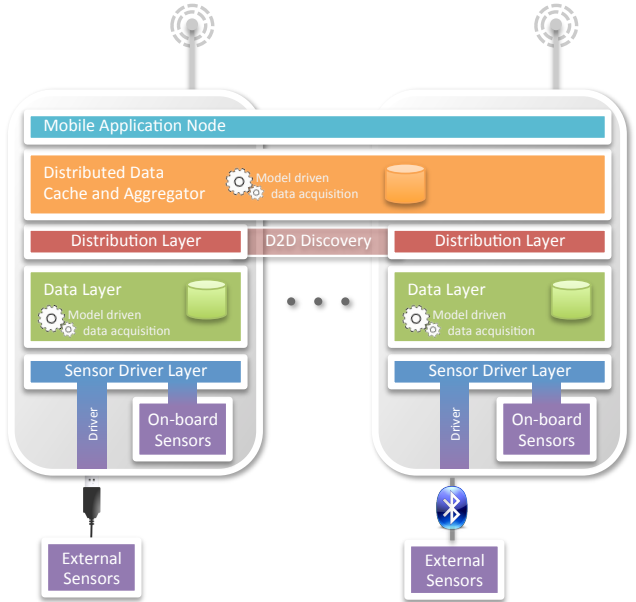 Mobile Application Node
Distributed Data
Cache and Aggregator
Model driven
data acquisition
Distribution Layer
D2D Discovery
Distribution Layer
Data Layer
Model driven
data acquisition
Data Layer
Model driven
data acquisition
Sensor Driver Layer
Sensor Driver Layer
Driver
On-board
Sensors
Driver
On-board
Sensors
External
Sensors
External
Sensors